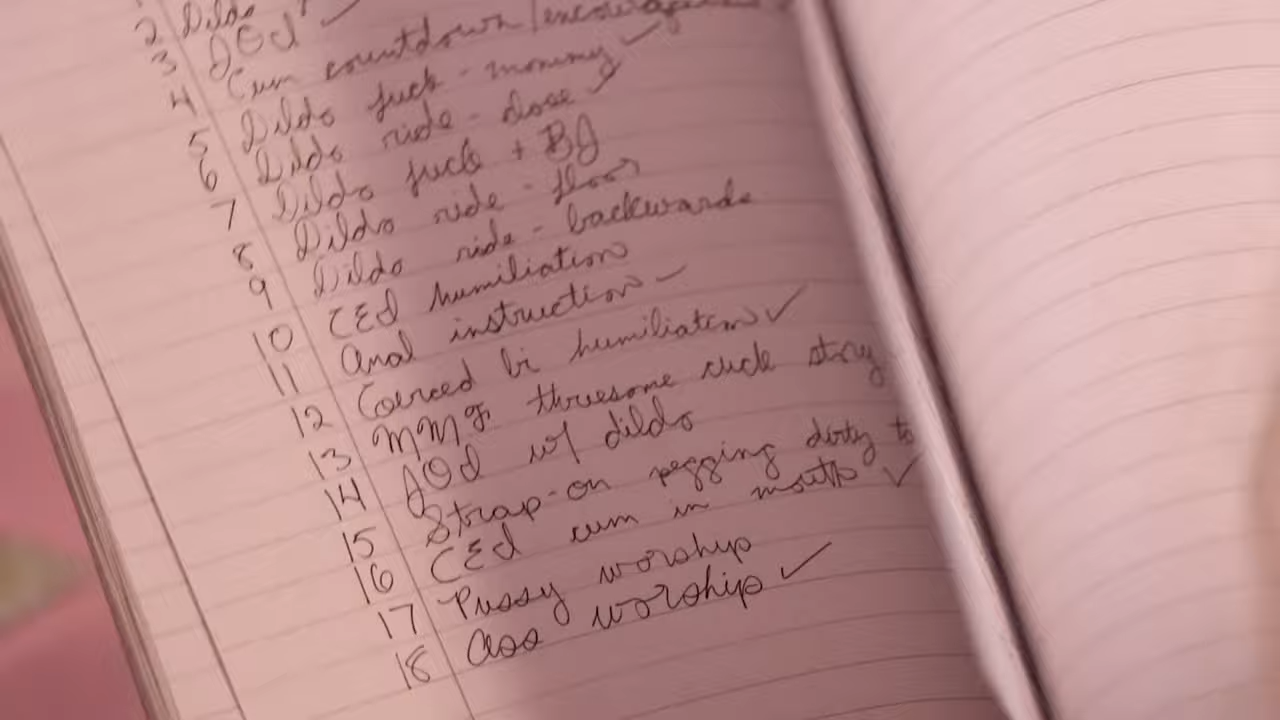 2 Dildo
3 JOI ✓
4 Cum countdown/
5 Dildo fuck - mommy ✓
6 Dildo ride - close ✓
7 Dildo fuck + BJ
8 Dildo ride - floor
9 Dildo ride - backwards
10 CEI humiliation
11 Anal instruction -
12 Coerced bi humiliation ✓
13 MMF threesome cuck story
14 JOI w/ dildo
15 Strap-on pegging dirty
16 CEI cum in mouth ✓
17 Pussy worship
18 Ass worship ✓